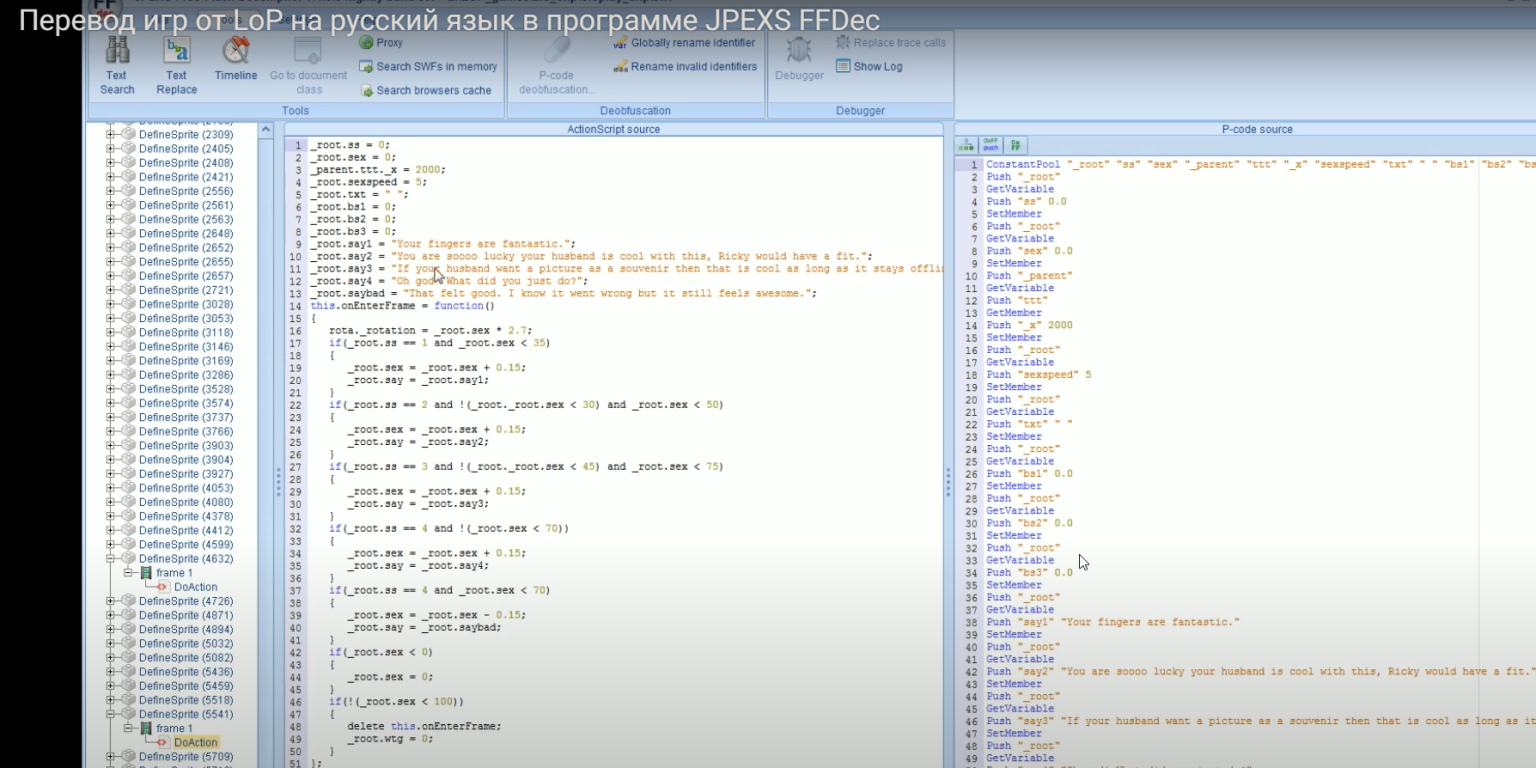 Перевод игр от LoP на русский язык в программе JPEXS FFDec
Text
Search
Text
Replace
Timeline
Go to document
class
Proxy
Search SWFs in memory
Search browsers cache
Tools
P-code
deobfuscation...
Globally rename identifier
Rename invalid identifiers
Deobfuscation
Debugger
Replace trace calls
Show Log
Debugger
DefineSprite (2309)
DefineSprite (2405)
DefineSprite (2408)
DefineSprite (2421)
DefineSprite (2556)
DefineSprite (2561)
DefineSprite (2563)
DefineSprite (2648)
DefineSprite (2652)
DefineSprite (2655)
DefineSprite (2657)
DefineSprite (2721)
DefineSprite (3028)
DefineSprite (3053)
DefineSprite (3118)
DefineSprite (3146)
DefineSprite (3169)
DefineSprite (3286)
DefineSprite (3528)
DefineSprite (3574)
DefineSprite (3737)
DefineSprite (3766)
DefineSprite (3903)
DefineSprite (3904)
DefineSprite (3927)
DefineSprite (4053)
DefineSprite (4080)
DefineSprite (4378)
DefineSprite (4412)
DefineSprite (4599)
DefineSprite (4632)
frame 1
DoAction
DefineSprite (4726)
DefineSprite (4871)
DefineSprite (4894)
DefineSprite (5032)
DefineSprite (5082)
DefineSprite (5436)
DefineSprite (5459)
DefineSprite (5518)
DefineSprite (5541)
frame 1
DoAction
DefineSprite (5709)
ActionScript source
1 _root.ss = 0;
2 _root.sex = 0;
3 _parent.ttt._x = 2000;
4 _root.sexspeed = 5;
5 _root.txt = " ";
6 _root.bs1 = 0;
7 _root.bs2 = 0;
8 _root.bs3 = 0;
9 _root.say1 = "Your fingers are fantastic.";
10 _root.say2 = "You are soooo lucky your husband is cool with this, Ricky would have a fit.";
11 _root.say3 = "If your husband want a picture as a souvenir then that is cool as long as it stays offli
12 _root.say4 = "Oh god What did you just do?";
13 _root.saybad = "That felt good. I know it went wrong but it still feels awesome.";
14 this.onEnterFrame = function()
15 {
16 rota._rotation = _root.sex * 2.7;
17 if(_root.ss == 1 and _root.sex < 35)
18 {
19 _root.sex = _root.sex + 0.15;
20 _root.say = _root.say1;
21 }
22 if(_root.ss == 2 and !(_root._root.sex < 30) and _root.sex < 50)
23 {
24 _root.sex = _root.sex + 0.15;
25 _root.say = _root.say2;
26 }
27 if(_root.ss == 3 and !(_root._root.sex < 45) and _root.sex < 75)
28 {
29 _root.sex = _root.sex + 0.15;
30 _root.say = _root.say3;
31 }
32 if(_root.ss == 4 and !(_root.sex < 70))
33 {
34 _root.sex = _root.sex + 0.15;
35 _root.say = _root.say4;
36 }
37 if(_root.ss == 4 and _root.sex < 70)
38 {
39 _root.sex = _root.sex - 0.15;
40 _root.say = _root.saybad;
41 }
42 if(_root.sex < 0)
43 {
44 _root.sex = 0;
45 }
46 if(!(_root.sex < 100))
47 {
48 delete this.onEnterFrame;
49 _root.wtg = 0;
50 }
51 };
P-code source
1 ConstantPool "_root" "ss" "sex" "_parent" "ttt" "_x" "sexspeed" "txt" " " "bs1" "bs2" "bs
2 Push "_root"
3 GetVariable
4 Push "ss" 0.0
5 SetMember
6 Push "_root"
7 GetVariable
8 Push "sex" 0.0
9 SetMember
10 Push "_parent"
11 GetVariable
12 Push "ttt"
13 GetMember
14 Push "_x" 2000
15 SetMember
16 Push "_root"
17 GetVariable
18 Push "sexspeed" 5
19 SetMember
20 Push "_root"
21 GetVariable
22 Push "txt" " "
23 SetMember
24 Push "_root"
25 GetVariable
26 Push "bs1" 0.0
27 SetMember
28 Push "_root"
29 GetVariable
30 Push "bs2" 0.0
31 SetMember
32 Push "_root"
33 GetVariable
34 Push "bs3" 0.0
35 SetMember
36 Push "_root"
37 GetVariable
38 Push "say1" "Your fingers are fantastic."
39 SetMember
40 Push "_root"
41 GetVariable
42 Push "say2" "You are soooo lucky your husband is cool with this, Ricky would have a fit."
43 SetMember
44 Push "_root"
45 GetVariable
46 Push "say3" "If your husband want a picture as a souvenir then that is cool as long as it
47 SetMember
48 Push "_root"
49 GetVariable